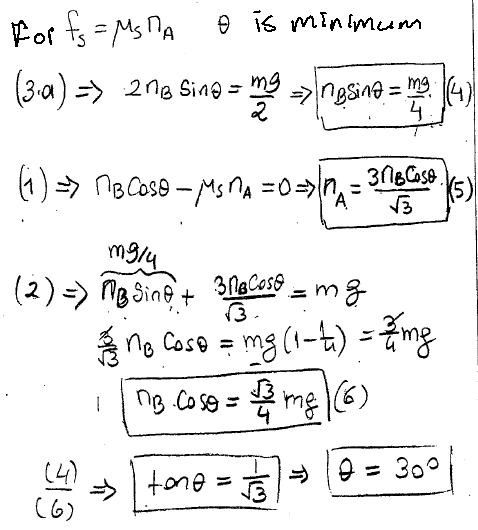 For fs = μs nA θ is minimum
(3.a) => 2nB Sinθ = mg/2 => nB Sinθ = mg/4 (4)
(1) => nB Cosθ - μs nA = 0 => nA = 3nB Cosθ/√3 (5)
mg/4
(2) => nB Sinθ + 3nB Cosθ/√3 = mg
3/√3 nB Cosθ = mg (1 - 1/4) = 3/4 mg
nB . Cosθ = √3/4 mg (6)
(4)/(6) => tanθ = 1/√3 => θ = 30°